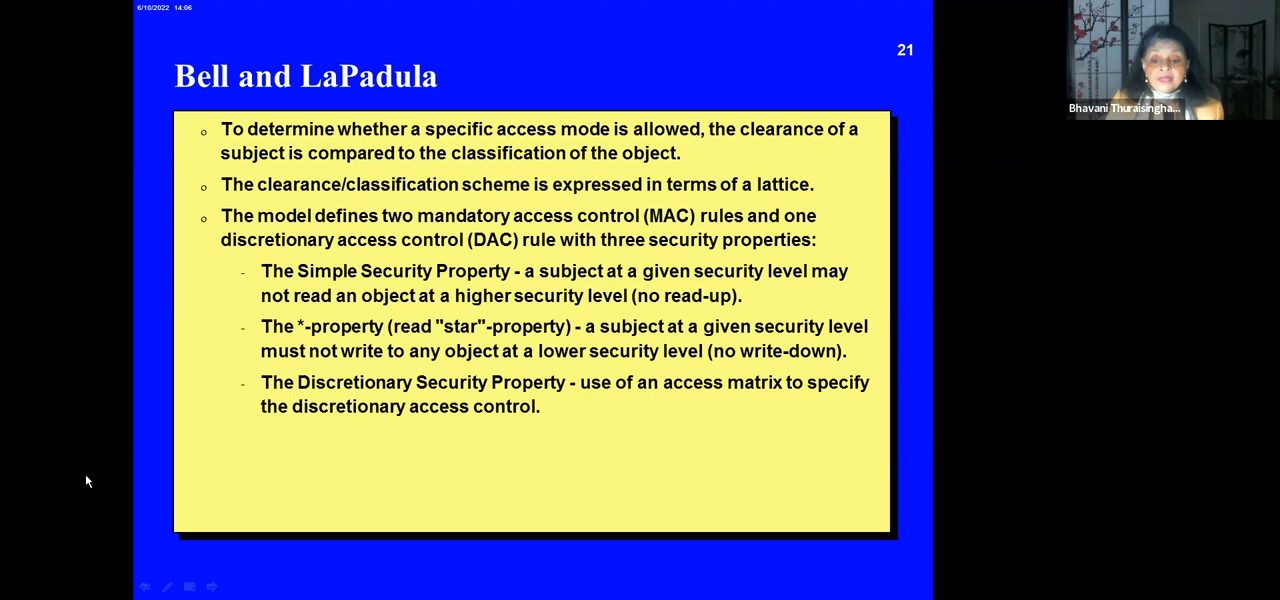 6/10/2022 14:06
21
Bell and LaPadula
o To determine whether a specific access mode is allowed, the clearance of a
subject is compared to the classification of the object.
o The clearance/classification scheme is expressed in terms of a lattice.
o The model defines two mandatory access control (MAC) rules and one
discretionary access control (DAC) rule with three security properties:
- The Simple Security Property - a subject at a given security level may
not read an object at a higher security level (no read-up).
- The *-property (read "star"-property) - a subject at a given security level
must not write to any object at a lower security level (no write-down).
- The Discretionary Security Property - use of an access matrix to specify
the discretionary access control.
Bhavani Thuraisingha...